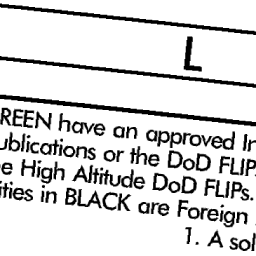 L
REEN have an approved In
ublications or the DoD FLIP
e High Altitude DoD FLIPs.
ities in BLACK are Foreign
1. A sol